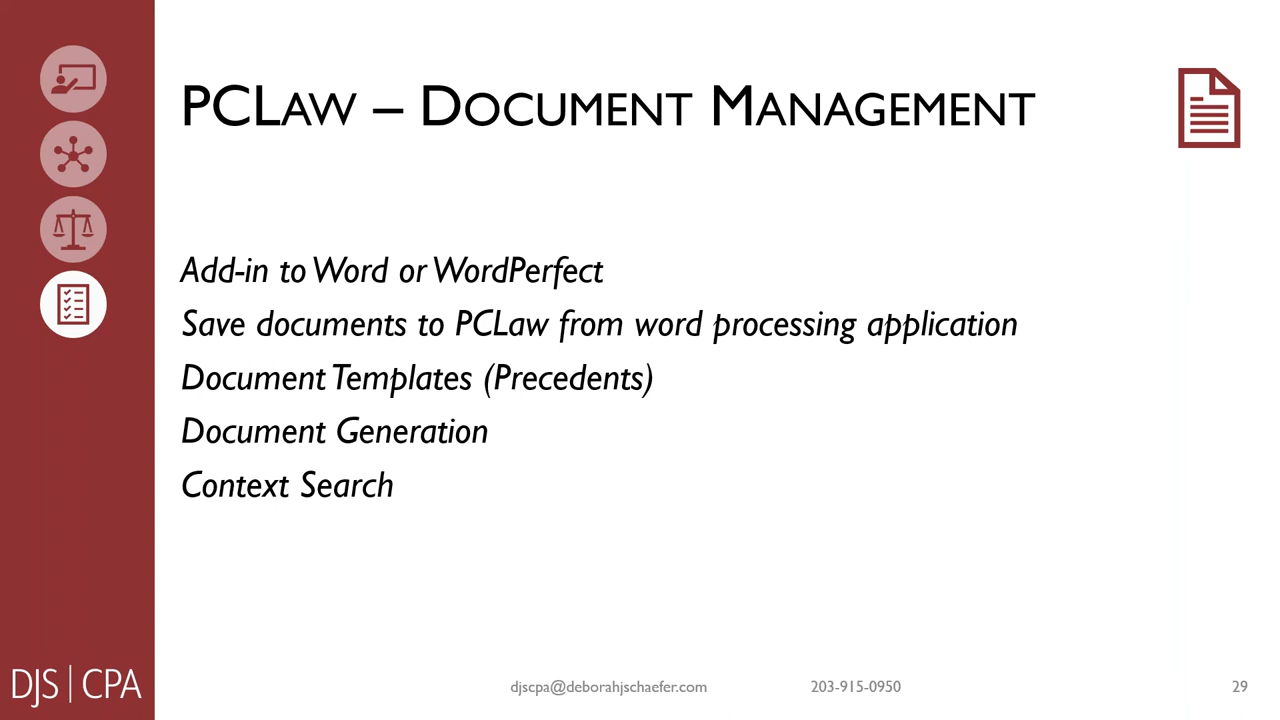 PCLAW – DOCUMENT MANAGEMENT
Add-in to Word or WordPerfect
Save documents to PCLaw from word processing application
Document Templates (Precedents)
Document Generation
Context Search
DJS | CPA
djscpa@deborahjschaefer.com
203-915-0950
29